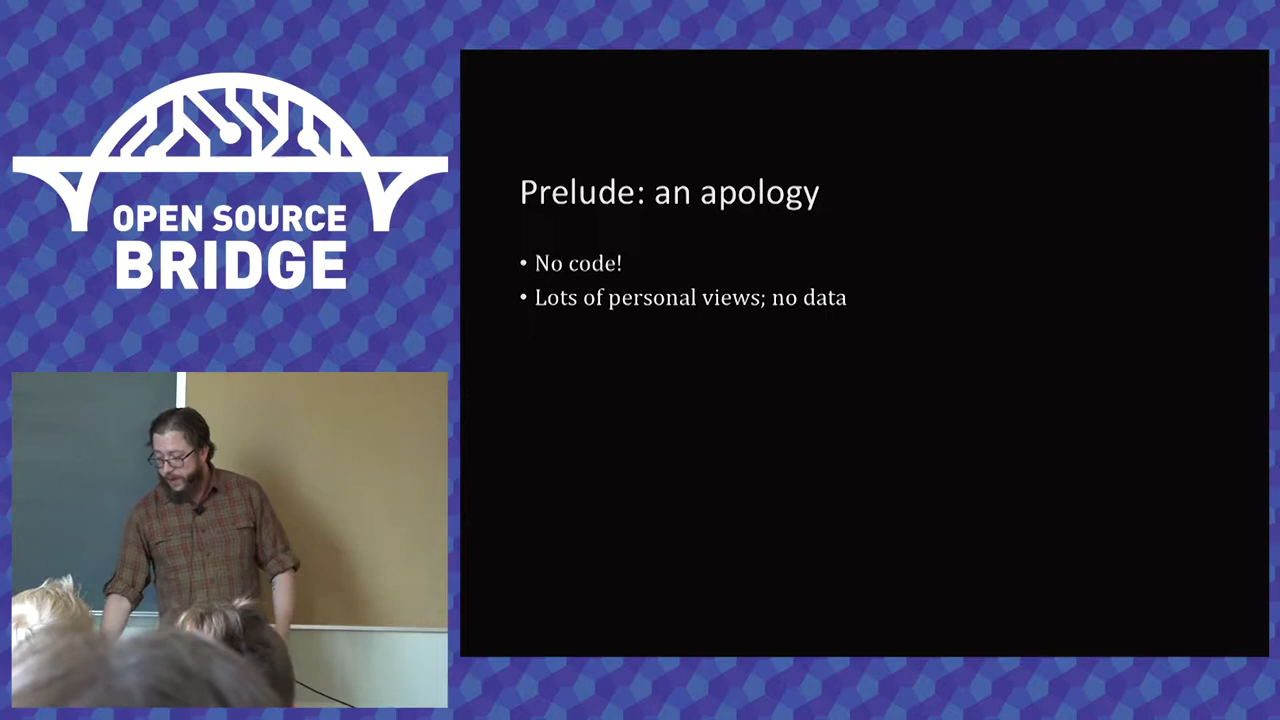 OPEN SOURCE
BRIDGE
Prelude: an apology
• No code!
• Lots of personal views; no data